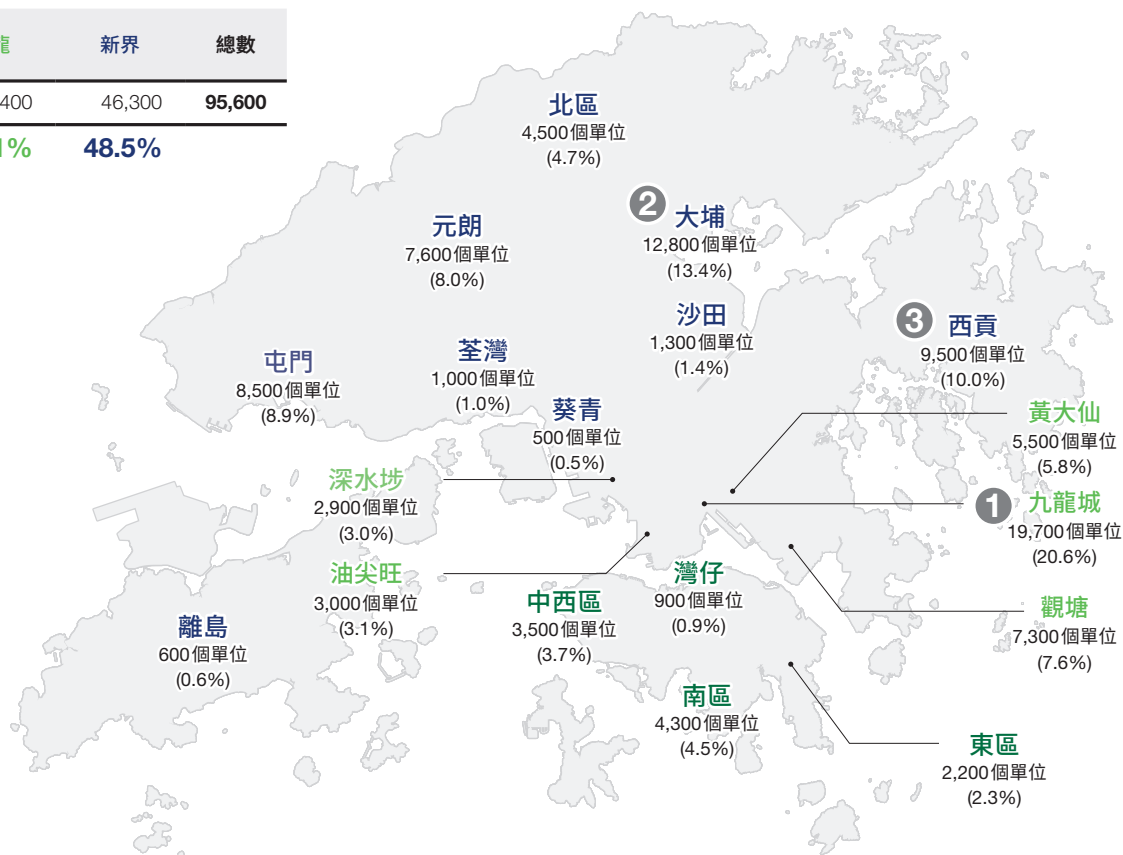 新界 總數
400 46,300 95,600
% 48.5%
北區
4,500個單位
(4.7%)
2 大埔
12,800個單位
(13.4%)
元朗
7,600個單位
(8.0%)
沙田
1,300個單位
(1.4%)
3 西貢
9,500個單位
(10.0%)
屯門
8,500個單位
(8.9%)
荃灣
1,000個單位
(1.0%)
葵青
500個單位
(0.5%)
黃大仙
5,500個單位
(5.8%)
深水埗
2,900個單位
(3.0%)
1 九龍城
19,700個單位
(20.6%)
油尖旺
3,000個單位
(3.1%)
灣仔
900個單位
(0.9%)
中西區
3,500個單位
(3.7%)
觀塘
7,300個單位
(7.6%)
離島
600個單位
(0.6%)
南區
4,300個單位
(4.5%)
東區
2,200個單位
(2.3%)